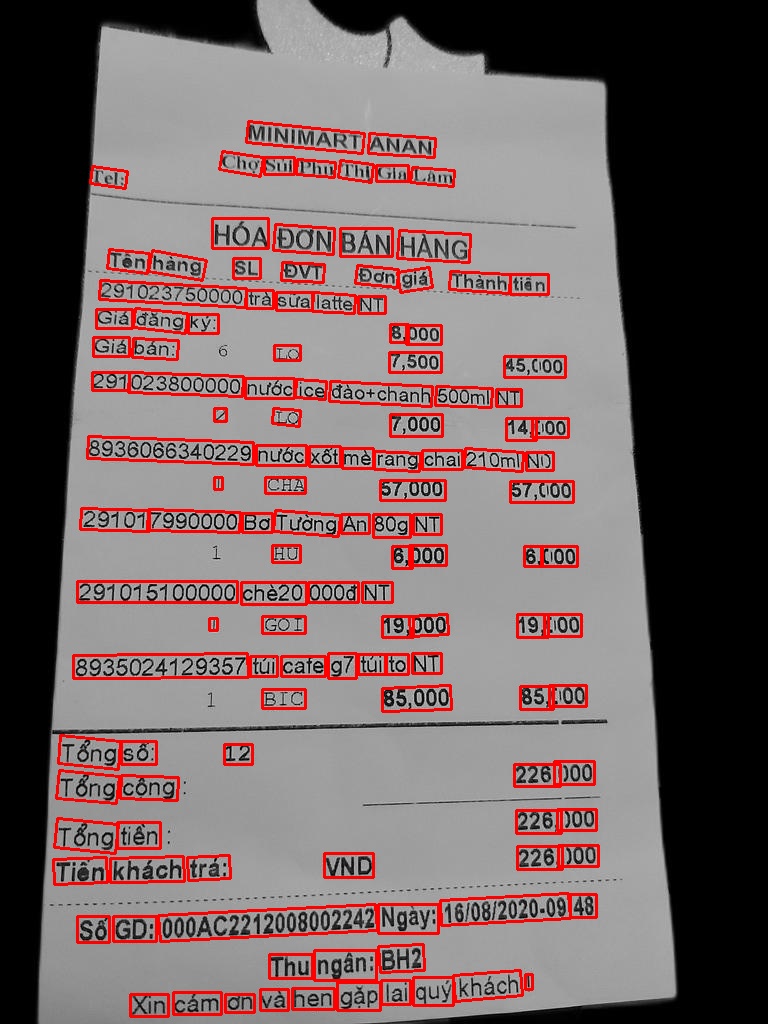 MINIMART ANAN
Chợ Sủi Phú Thị Gia Lâm
Tel:
HÓA ĐƠN BÁN HÀNG
Tên hàng SL ĐVT Đơn giá Thành tiền
291023750000 trà sữa latte NT
Giá đăng ký: 8,000
Giá bán: 6 LO 7,500 45,000
291023800000 nước ice đào+chanh 500ml NT
2 LO 7,000 14,000
8936066340229 nước xốt mè rang chai 210ml NU
1 CHA 57,000 57,000
291017990000 Bơ Tường An 80g NT
1 HU 6,000 6,000
291015100000 chè20 000đ NT
1 GOI 19,000 19,000
8935024129357 túi cafe g7 túi to NT
1 BIC 85,000 85,000
Tổng số: 12
Tổng công : 226,000
Tổng tiền : 226,000
Tiền khách trả: VND 226,000
Số GD: 000AC2212008002242 Ngày: 16/08/2020-09:48
Thu ngân: BH2
Xin cám ơn và hen gặp lai quý khách !